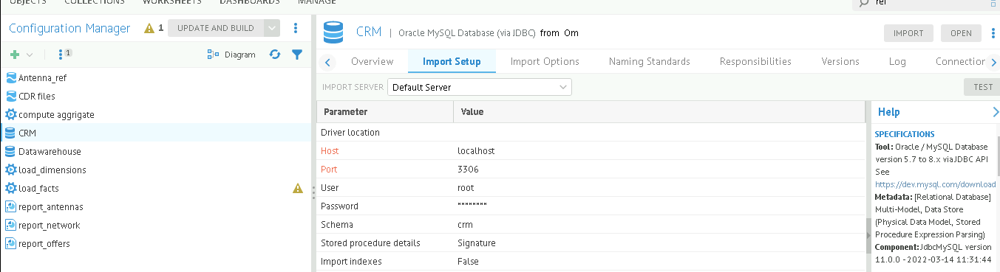 OBJECTS COLLECTIONS WORKSHEETS DASHBOARDS MANAGE ref
Configuration Manager 1 UPDATE AND BUILD
CRM | Oracle MySQL Database (via JDBC) from Om IMPORT OPEN
1 Diagram
Overview Import Setup Import Options Naming Standards Responsibilities Versions Log Connection
IMPORT SERVER Default Server TEST
Antenna_ref
CDR files
compute aggrigate
CRM
Datawarehouse
load_dimensions
load_facts
report_antennas
report_network
report_offers
Parameter Value
Driver location
Host localhost
Port 3306
User root
Password ********
Schema crm
Stored procedure details Signature
Import indexes False
Help
SPECIFICATIONS
Tool: Oracle / MySQL Database
version 5.7 to 8.x via JDBC API
See
https://dev.mysql.com/download
Metadata: [Relational Database]
Multi-Model, Data Store
(Physical Data Model, Stored
Procedure Expression Parsing)
Component: JdbcMySQL version
11.0.0 - 2022-03-14 11:31:44